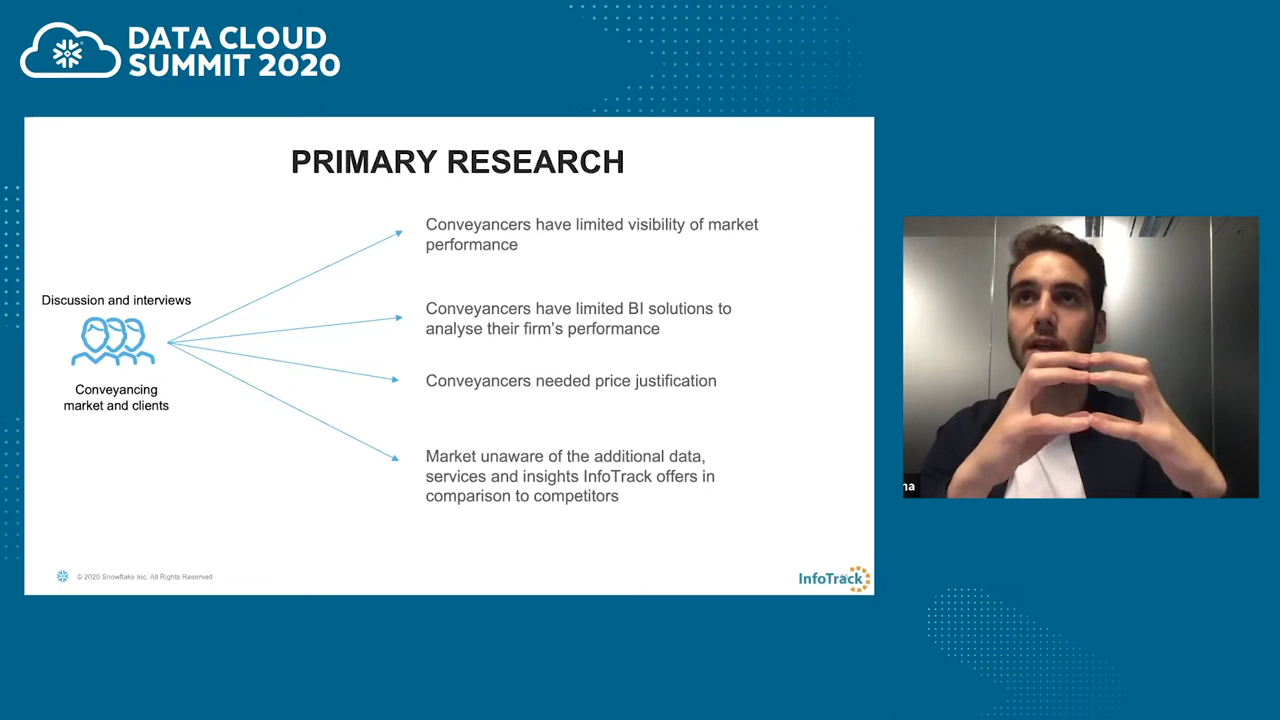 DATA CLOUD
SUMMIT 2020
PRIMARY RESEARCH
Conveyancers have limited visibility of market
performance
Discussion and interviews
Conveyancers have limited BI solutions to
analyse their firm's performance
Conveyancing
market and clients
Conveyancers needed price justification
Market unaware of the additional data,
services and insights InfoTrack offers in
comparison to competitors
© 2020 Snowflake Inc. All Rights Reserved
InfoTrack
na